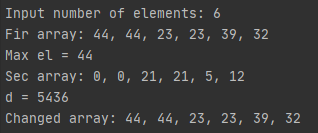 Input number of elements: 6
Fir array: 44, 44, 23, 23, 39, 32
Max el = 44
Sec array: 0, 0, 21, 21, 5, 12
d = 5436
Changed array: 44, 44, 23, 23, 39, 32